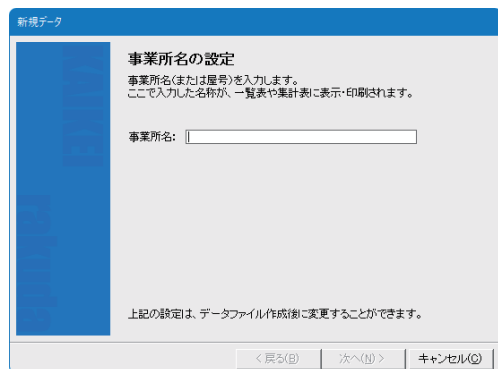 新規データ
事業所名の設定
事業所名(または屋号)を入力します。
ここで入力した名称が、一覧表や集計表に表示・印刷されます。
事業所名:
上記の設定は、データファイル作成後に変更することができます。
< 戻る(B)
次へ(N) >
キャンセル(C)
KAIKEI
rakuda